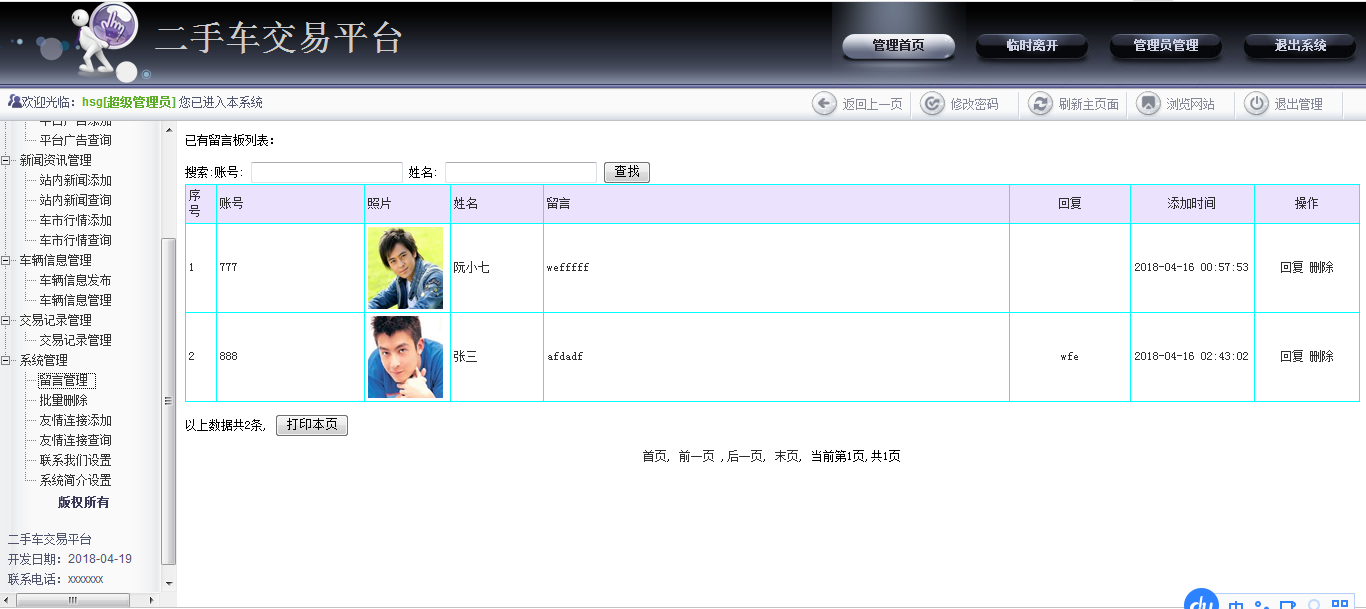 二手车交易平台
管理首页 临时离开 管理员管理 退出系统
欢迎光临: hsg[超级管理员] 您已进入本系统
返回上一页 修改密码 刷新主页面 浏览网站 退出管理
平台广告添加
平台广告查询
新闻资讯管理
站内新闻添加
站内新闻查询
车市行情添加
车市行情查询
车辆信息管理
车辆信息发布
车辆信息管理
交易记录管理
交易记录管理
系统管理
留言管理
批量删除
友情连接添加
友情连接查询
联系我们设置
系统简介设置
版权所有
二手车交易平台
开发日期: 2018-04-19
联系电话: xxxxxxx
已有留言板列表:
搜索:账号: 姓名: 查找
序号 账号 照片 姓名 留言 回复 添加时间 操作
1 777 阮小七 wefffff 2018-04-16 00:57:53 回复 删除
2 888 张三 afdadf wfe 2018-04-16 02:43:02 回复 删除
以上数据共2条, 打印本页
首页, 前一页 ,后一页, 末页, 当前第1页,共1页
du 中